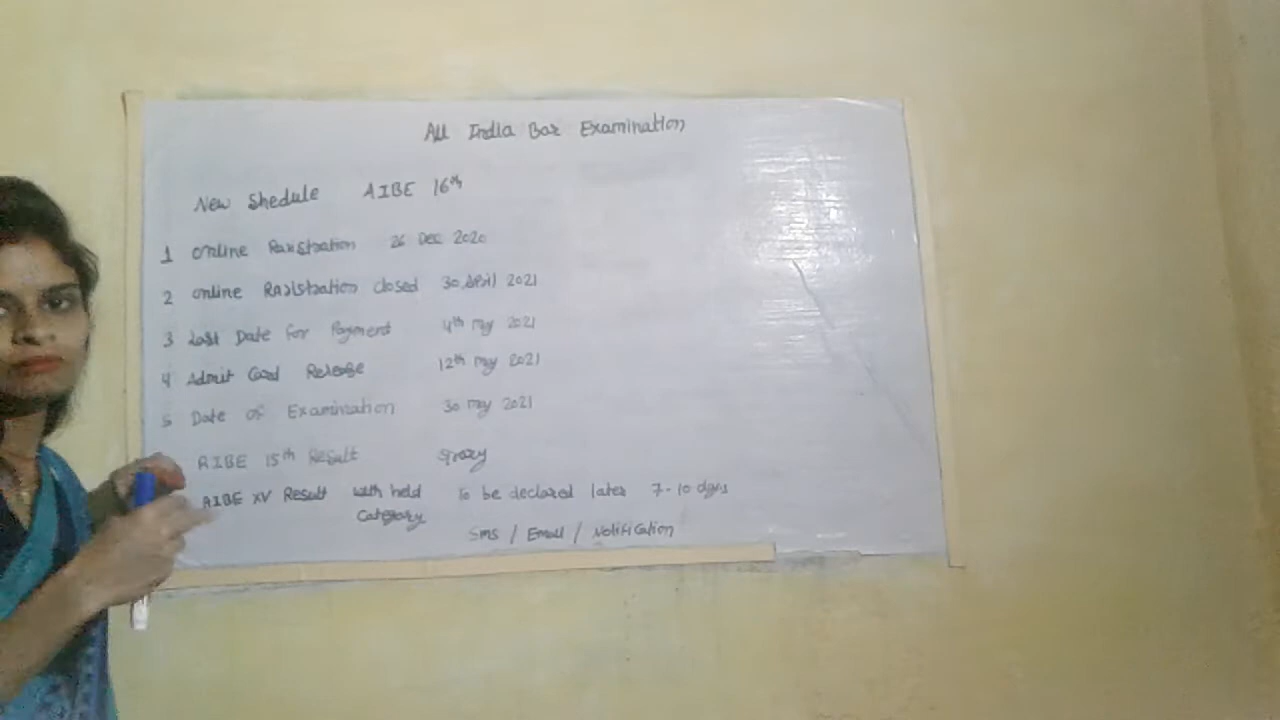 All India Bar Examination
New Shedule AIBE 16th
1 online Ragistration 26 Dec 2020
2 online Ragistration closed 30 April 2021
3 Last Date for Payment 4th may 2021
4 Admit Card Release 12th may 2021
5 Date of Examination 30 may 2021
AIBE 15th Result
AIBE XV Result with held To be declared later 7-10 days
Category
Sms / Email / Notification